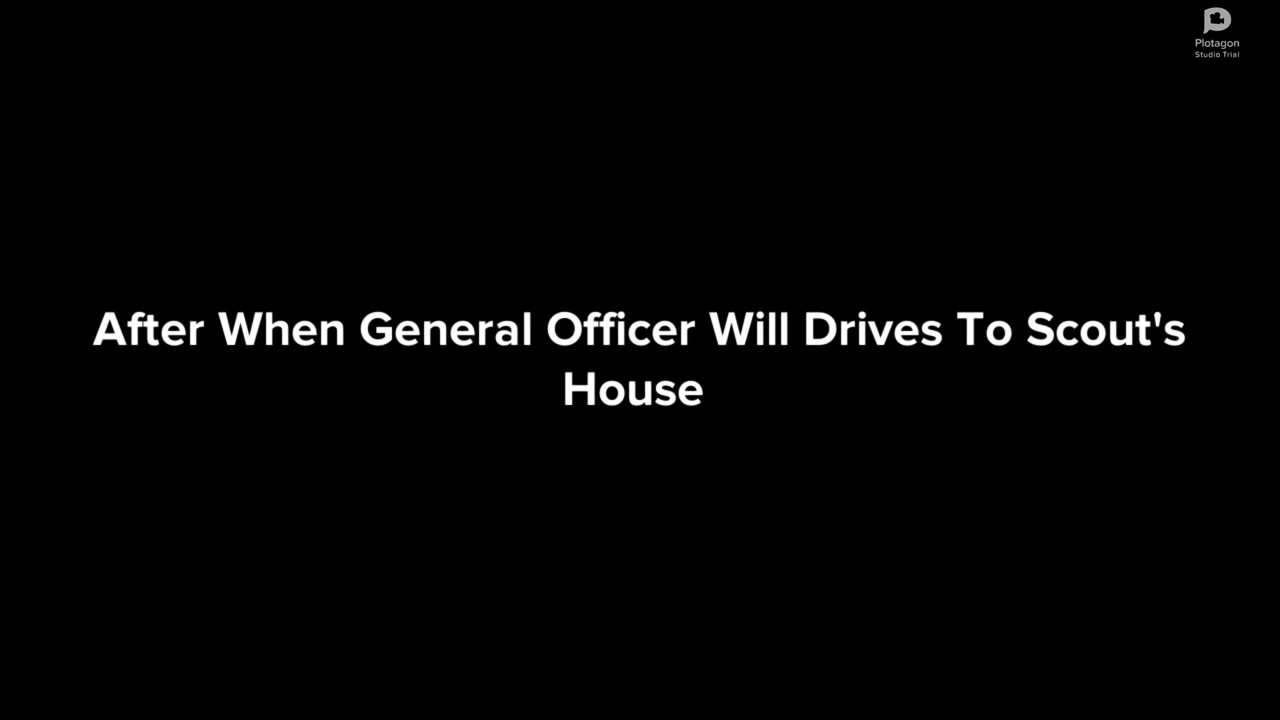 Plotagon
Studio Trial
After When General Officer Will Drives To Scout's
House